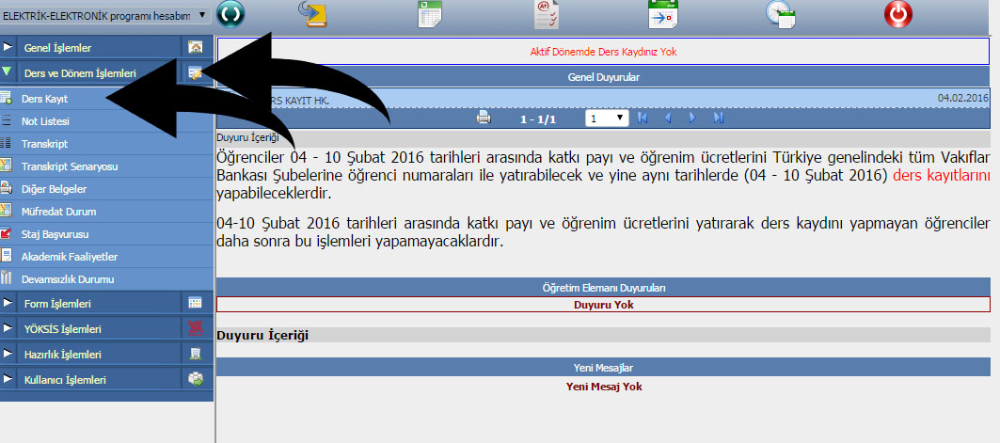 ELEKTRİK-ELEKTRONİK programı hesabım
Genel İşlemler
Ders ve Dönem İşlemleri
Ders Kayıt
Not Listesi
Transkript
Transkript Senaryosu
Diğer Belgeler
Müfredat Durum
Staj Başvurusu
Akademik Faaliyetler
Devamsızlık Durumu
Form İşlemleri
YÖKSİS İşlemleri
Hazırlık İşlemleri
Kullanıcı İşlemleri
Aktif Dönemde Ders Kaydınız Yok
Genel Duyurular
KAYIT HK. 04.02.2016
1 - 1/1 1
Duyuru İçeriği
Öğrenciler 04 - 10 Şubat 2016 tarihleri arasında katkı payı ve öğrenim ücretlerini Türkiye genelindeki tüm Vakıflar
Bankası Şubelerine öğrenci numaraları ile yatırabilecek ve yine aynı tarihlerde (04 - 10 Şubat 2016) ders kayıtlarını
yapabileceklerdir.
04-10 Şubat 2016 tarihleri arasında katkı payı ve öğrenim ücretlerini yatırarak ders kaydını yapmayan öğrenciler
daha sonra bu işlemleri yapamayacaklardır.
Öğretim Elemanı Duyuruları
Duyuru Yok
Duyuru İçeriği
Yeni Mesajlar
Yeni Mesaj Yok